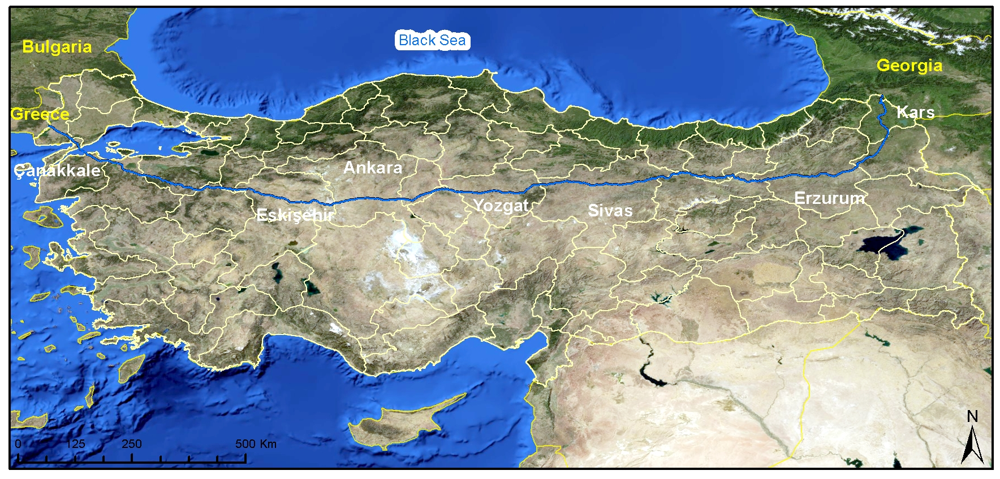 Black Sea
Bulgaria
Georgia
Greece
Kars
Çanakkale
Ankara
Eskişehir
Yozgat
Sivas
Erzurum
N
0 125 250 500 Km